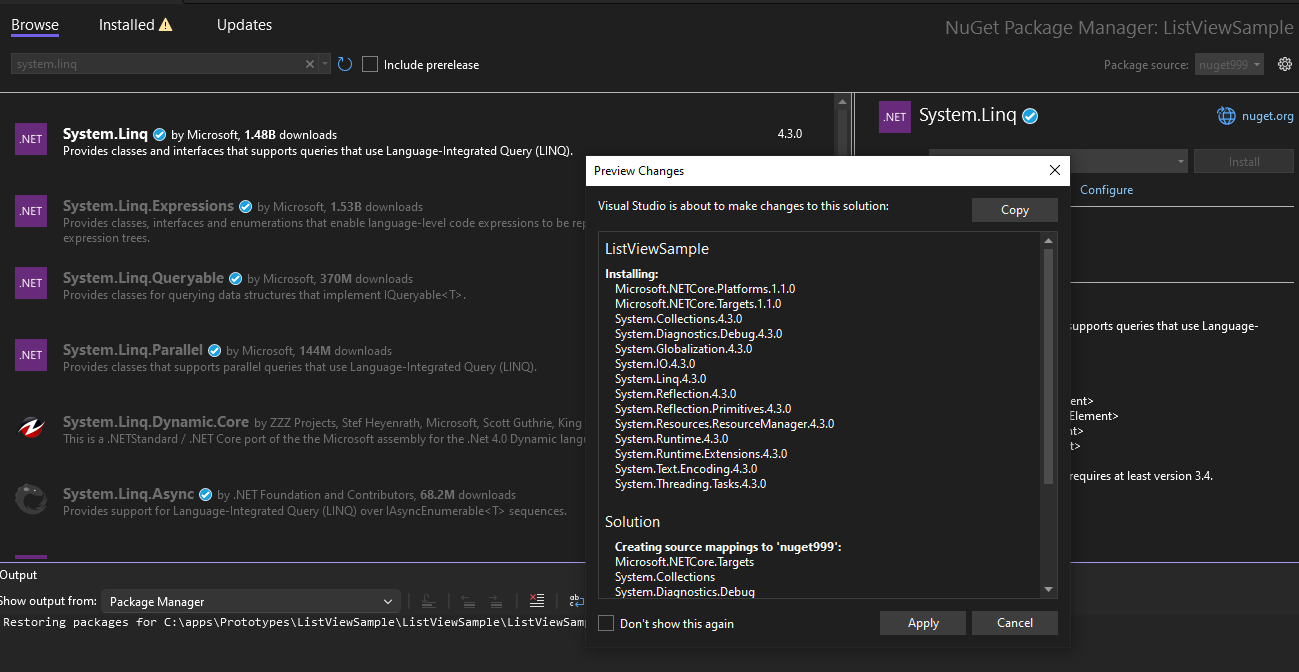 Browse Installed Updates NuGet Package Manager: ListViewSample
system.linq Include prerelease Package source: nuget999
.NET System.Linq by Microsoft, 1.48B downloads 4.3.0
Provides classes and interfaces that supports queries that use Language-Integrated Query (LINQ).
.NET System.Linq.Expressions by Microsoft, 1.53B downloads
Provides classes, interfaces and enumerations that enable language-level code expressions to be rep
expression trees.
.NET System.Linq.Queryable by Microsoft, 370M downloads
Provides classes for querying data structures that implement IQueryable<T>.
.NET System.Linq.Parallel by Microsoft, 144M downloads
Provides classes that supports parallel queries that use Language-Integrated Query (LINQ).
System.Linq.Dynamic.Core by ZZZ Projects, Stef Heyenrath, Microsoft, Scott Guthrie, King
This is a .NETStandard / .NET Core port of the the Microsoft assembly for the .Net 4.0 Dynamic lang
System.Linq.Async by .NET Foundation and Contributors, 68.2M downloads
Provides support for Language-Integrated Query (LINQ) over IAsyncEnumerable<T> sequences.
.NET System.Linq nuget.org
Install
Configure
supports queries that use Language-
ent>
Element>
nt>
t>
requires at least version 3.4.
Preview Changes
Visual Studio is about to make changes to this solution:
Copy
ListViewSample
Installing:
Microsoft.NETCore.Platforms.1.1.0
Microsoft.NETCore.Targets.1.1.0
System.Collections.4.3.0
System.Diagnostics.Debug.4.3.0
System.Globalization.4.3.0
System.IO.4.3.0
System.Linq.4.3.0
System.Reflection.4.3.0
System.Reflection.Primitives.4.3.0
System.Resources.ResourceManager.4.3.0
System.Runtime.4.3.0
System.Runtime.Extensions.4.3.0
System.Text.Encoding.4.3.0
System.Threading.Tasks.4.3.0
Solution
Creating source mappings to 'nuget999':
Microsoft.NETCore.Targets
System.Collections
System.Diagnostics.Debug
Don't show this again Apply Cancel
Output
Show output from: Package Manager
Restoring packages for C:\apps\Prototypes\ListViewSample\ListViewSample\ListViewSamp